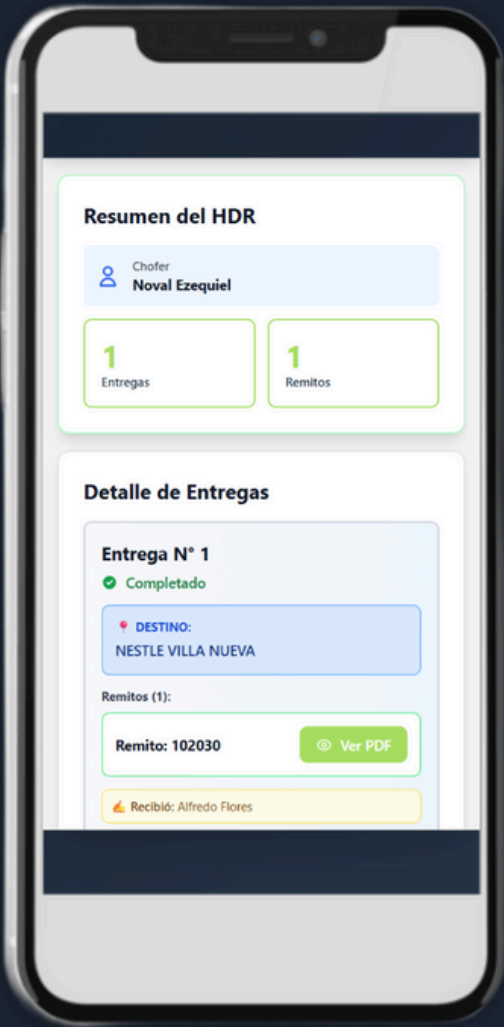 Resumen del HDR
Chofer
Noval Ezequiel
1
Entregas
1
Remitos
Detalle de Entregas
Entrega N° 1
Completado
DESTINO:
NESTLE VILLA NUEVA
Remitos (1):
Remito: 102030
Ver PDF
Recibió: Alfredo Flores